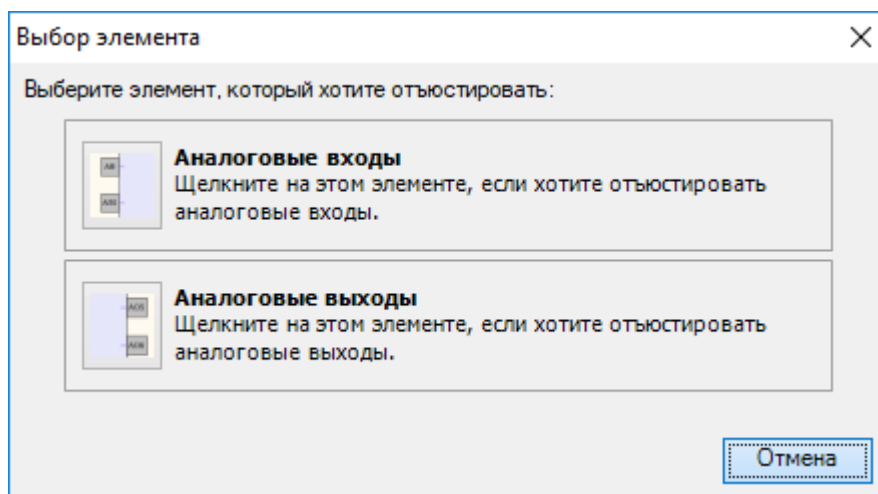 Выбор элемента
Выберите элемент, который хотите отъюстировать:
Аналоговые входы
Щелкните на этом элементе, если хотите отъюстировать
аналоговые входы.
Аналоговые выходы
Щелкните на этом элементе, если хотите отъюстировать
аналоговые выходы.
Отмена